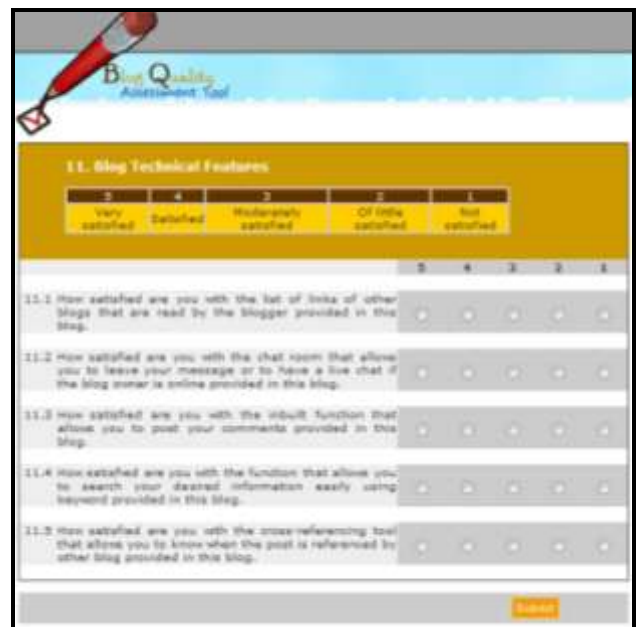 Blog Quality
Assessment Tool
11. Blog Technical Features
5 4 3 2 1
Very Satisfied Moderately Of little Not
satisfied satisfied satisfied satisfied
5 4 3 2 1
11.1 How satisfied are you with the list of links of other
blogs that are read by the blogger provided in this
blog.
11.2 How satisfied are you with the chat room that allows
you to leave your message or to have a live chat if
the blog owner is online provided in this blog.
11.3 How satisfied are you with the inbuilt function that
allows you to post your comments provided in this
blog.
11.4 How satisfied are you with the function that allows you
to search your desired information easily using
keyword provided in this blog.
11.5 How satisfied are you with the cross-referencing tool
that allows you to know when the post is referenced by
other blog provided in this blog.
Submit